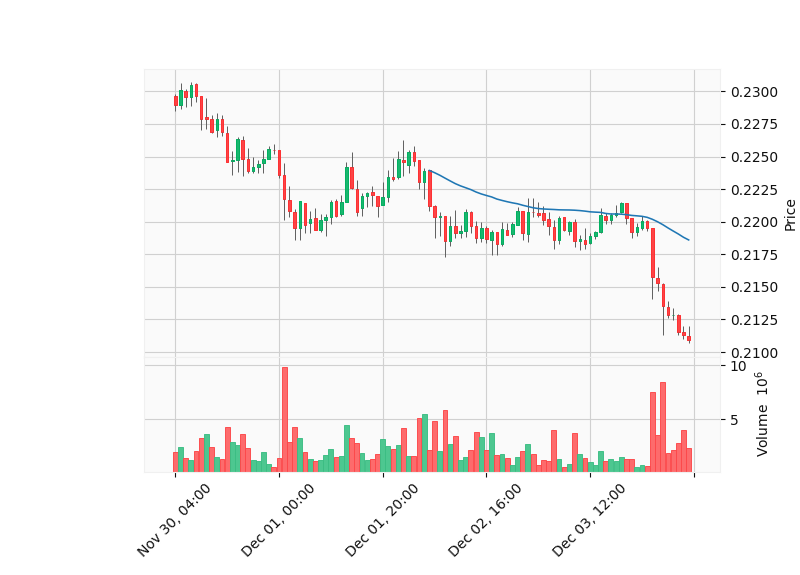 0.2300
0.2275
0.2250
0.2225
0.2200
0.2175
0.2150
0.2125
0.2100
Price
10
5
Volume 10^6
Nov 30, 04:00
Dec 01, 00:00
Dec 01, 20:00
Dec 02, 16:00
Dec 03, 12:00